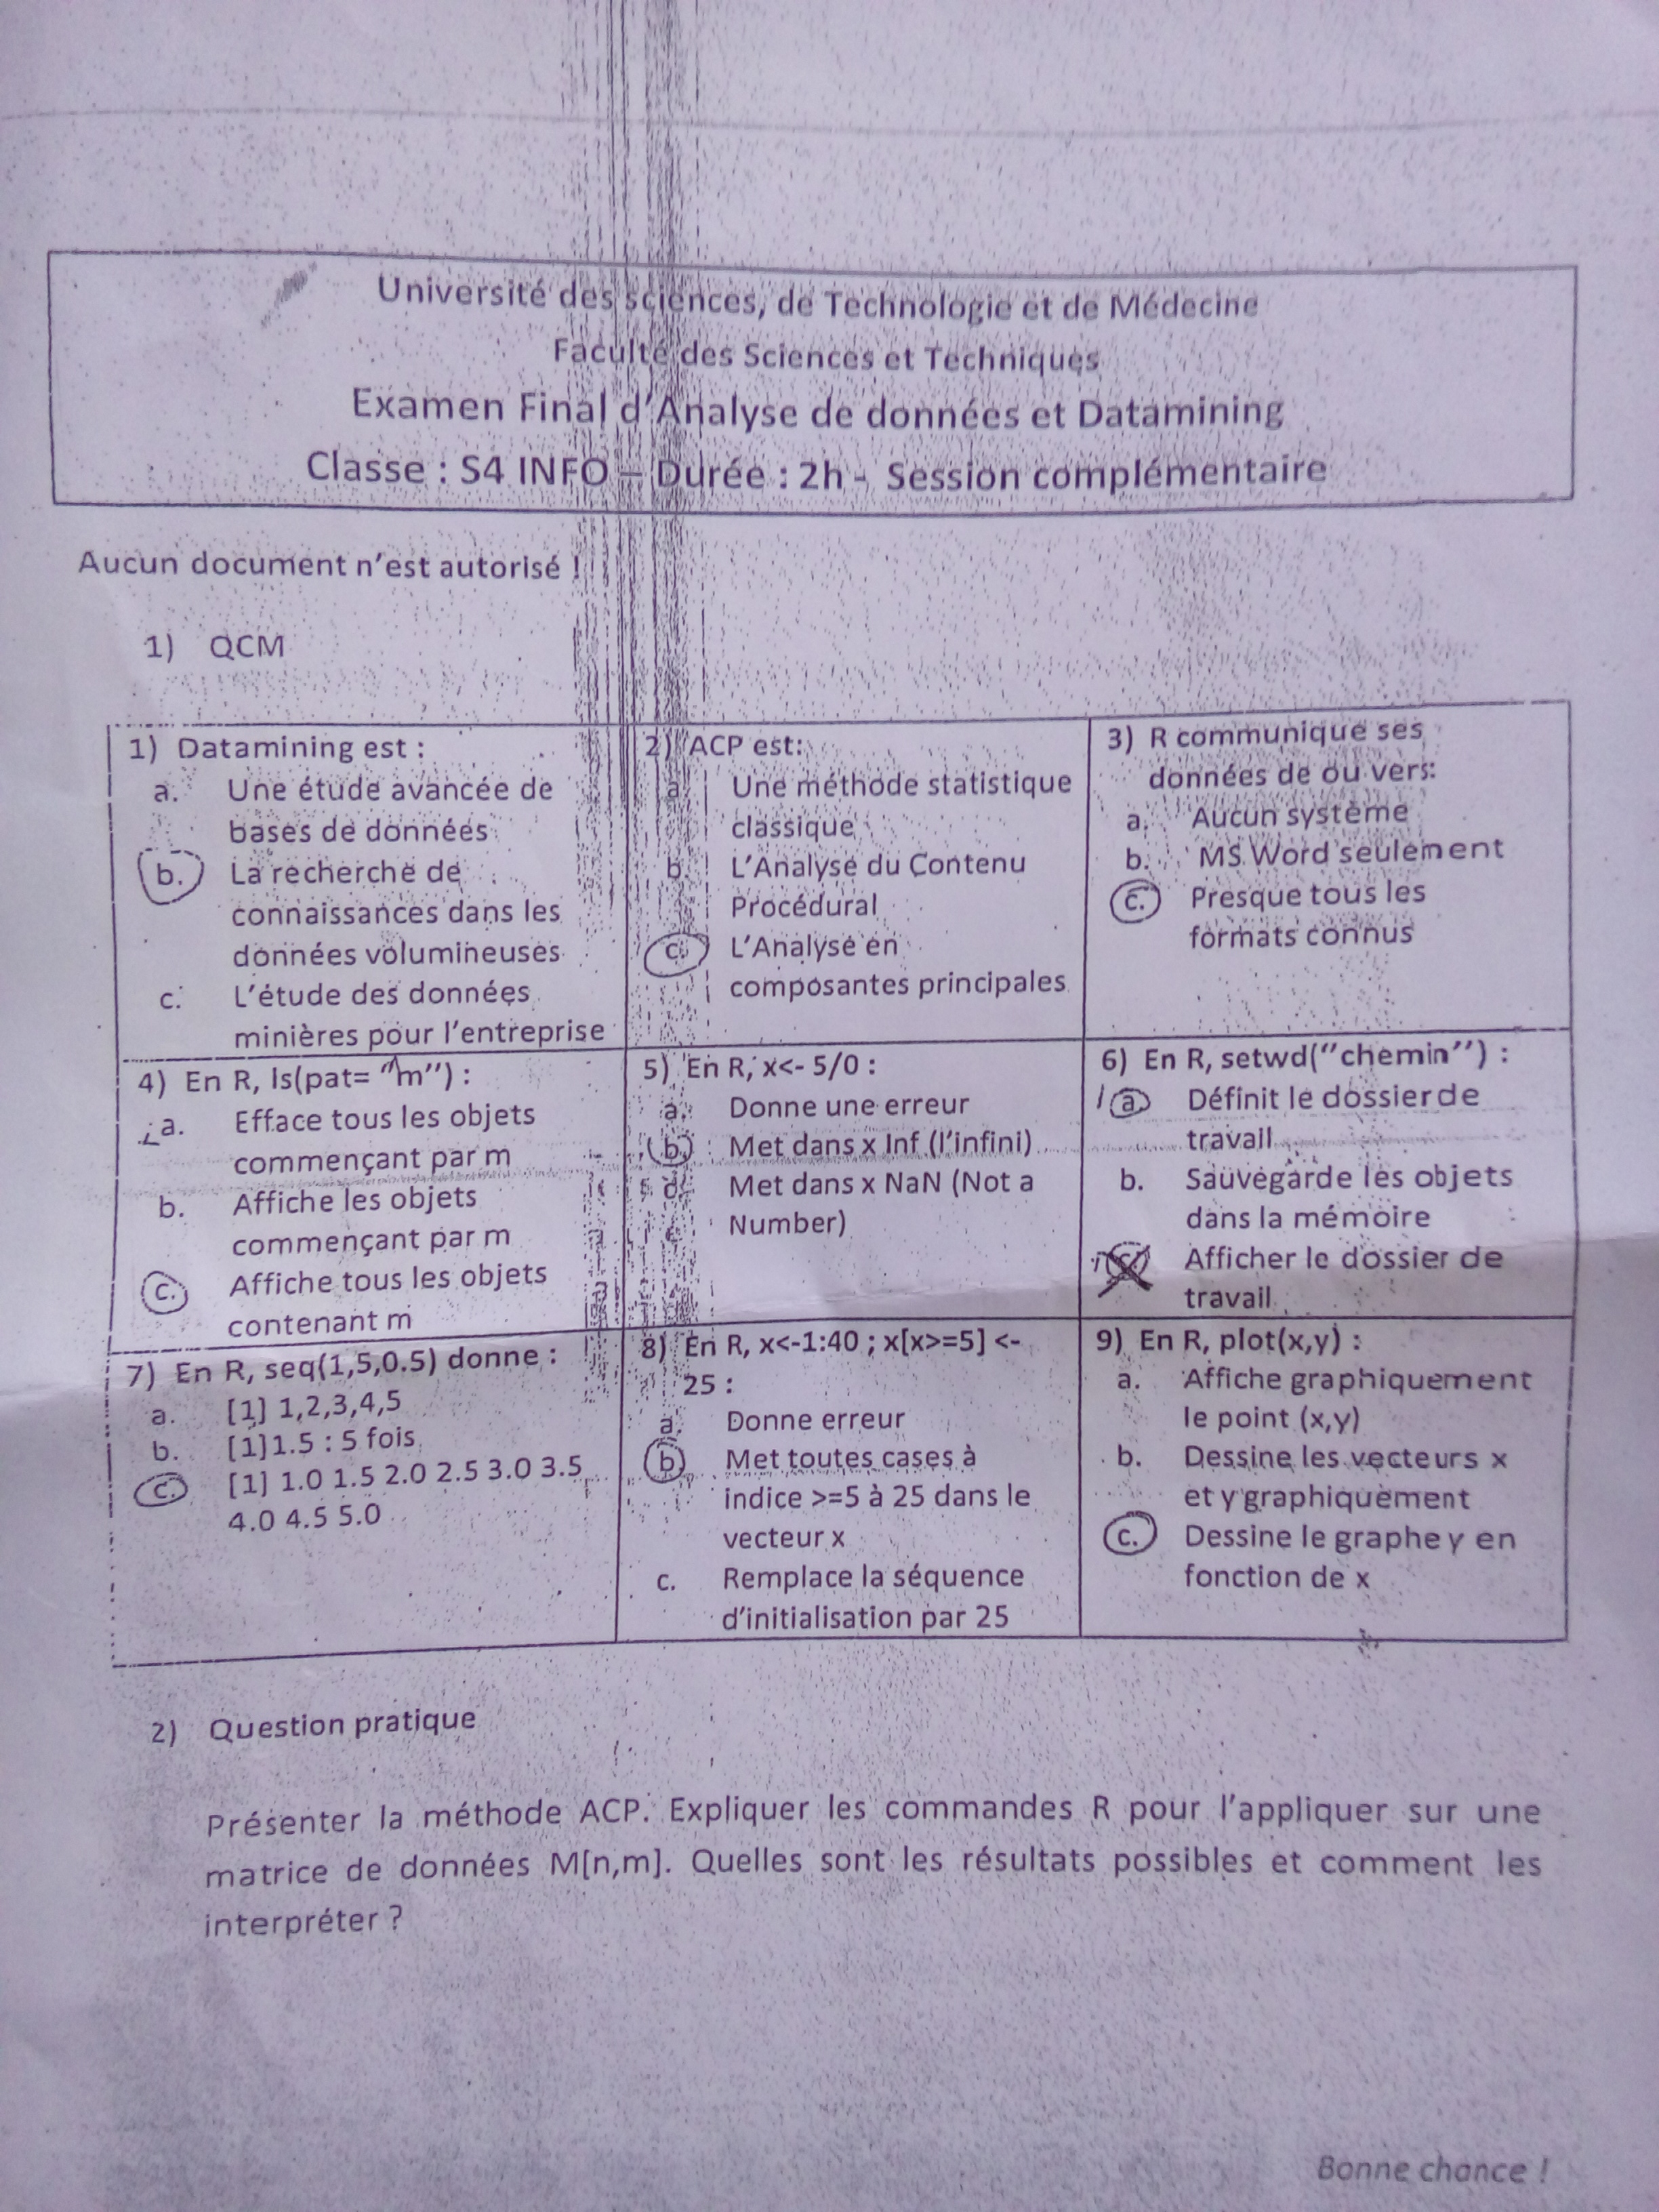 Université des sciences, de Technologie et de Médecine
Faculté des Sciences et Techniques
Examen Final d'Analyse de données et Datamining
Classe : S4 INFO – Durée : 2h - Session complémentaire
Aucun document n'est autorisé !
1) QCM
1) Datamining est :
a. Une étude avancée de
bases de données
b. La recherche de
connaissances dans les
données volumineuses
c. L'étude des données
minières pour l'entreprise
2) ACP est:
a. Une méthode statistique
classique
b. L'Analyse du Contenu
Procédural
c. L'Analyse en
composantes principales
3) R communique ses
données de ou vers:
a. Aucun système
b. MS Word seulement
c. Presque tous les
formats connus
4) En R, ls(pat= "m") :
a. Efface tous les objets
commençant par m
b. Affiche les objets
commençant par m
c. Affiche tous les objets
contenant m
5) En R, x<- 5/0 :
a. Donne une erreur
b. Met dans x Inf (l'infini)
Met dans x NaN (Not a
Number)
6) En R, setwd("chemin") :
a. Définit le dossier de
travail
b. Sauvegarde les objets
dans la mémoire
Afficher le dossier de
travail
7) En R, seq(1,5,0.5) donne :
a. [1] 1,2,3,4,5
b. [1]1.5 : 5 fois
c. [1] 1.0 1.5 2.0 2.5 3.0 3.5
4.0 4.5 5.0
8) En R, x<-1:40 ; x[x>=5] <-
25 :
a. Donne erreur
b. Met toutes cases à
indice >=5 à 25 dans le
vecteur x
c. Remplace la séquence
d'initialisation par 25
9) En R, plot(x,y) :
a. Affiche graphiquement
le point (x,y)
b. Dessine les vecteurs x
et y graphiquement
c. Dessine le graphe y en
fonction de x
2) Question pratique
Présenter la méthode ACP. Expliquer les commandes R pour l'appliquer sur une
matrice de données M[n,m]. Quelles sont les résultats possibles et comment les
interpréter ?
Bonne chance !